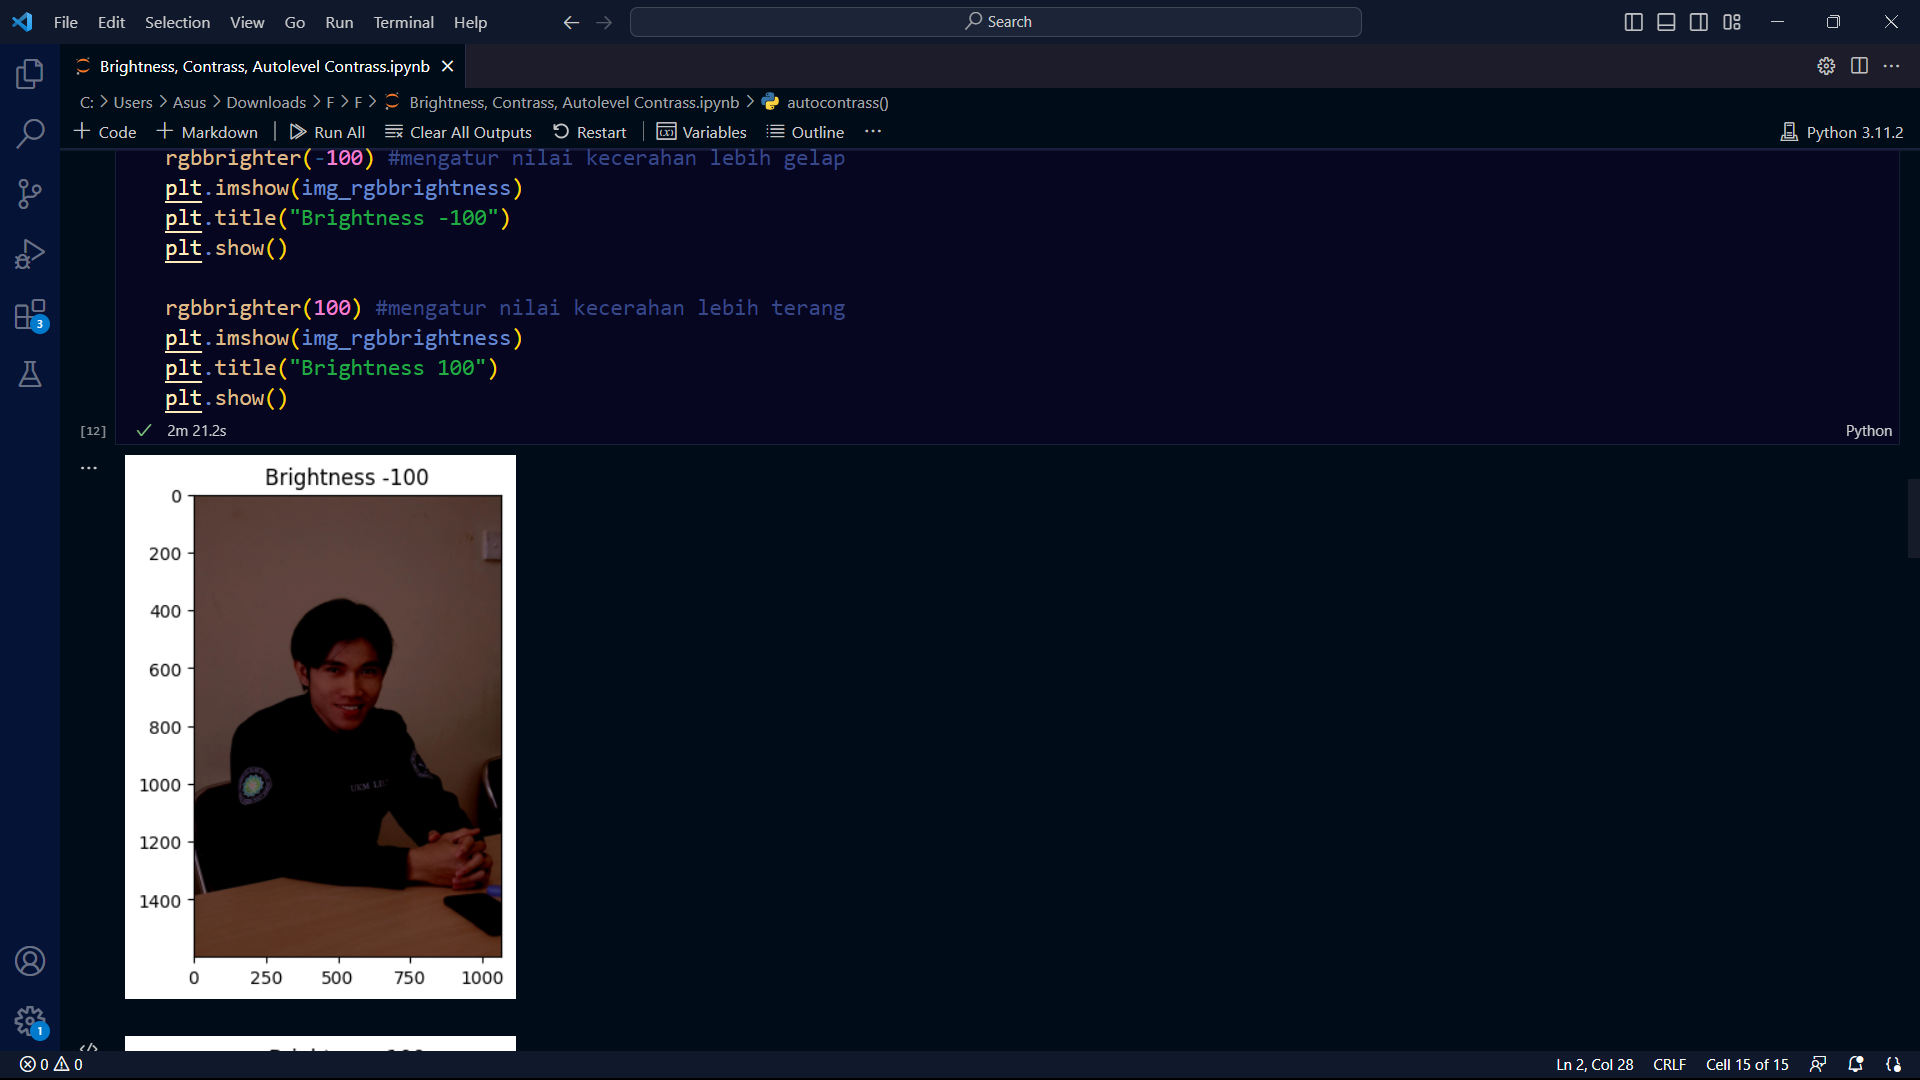 File Edit Selection View Go Run Terminal Help
Search
Brightness, Contrass, Autolevel Contrass.ipynb
C: > Users > Asus > Downloads > F > F > Brightness, Contrass, Autolevel Contrass.ipynb > autocontrass()
+ Code + Markdown | Run All Clear All Outputs Restart | Variables Outline ...
Python 3.11.2
rgbbrighter(-100) #mengatur nilai kecerahan lebih gelap
plt.imshow(img_rgbbrightness)
plt.title("Brightness -100")
plt.show()
rgbbrighter(100) #mengatur nilai kecerahan lebih terang
plt.imshow(img_rgbbrightness)
plt.title("Brightness 100")
plt.show()
[12]
2m 21.2s
Python
3
Brightness -100
0
200
400
600
800
1000
1200
1400
0 250 500 750 1000
UKM
1
0 0
Ln 2, Col 28 CRLF Cell 15 of 15